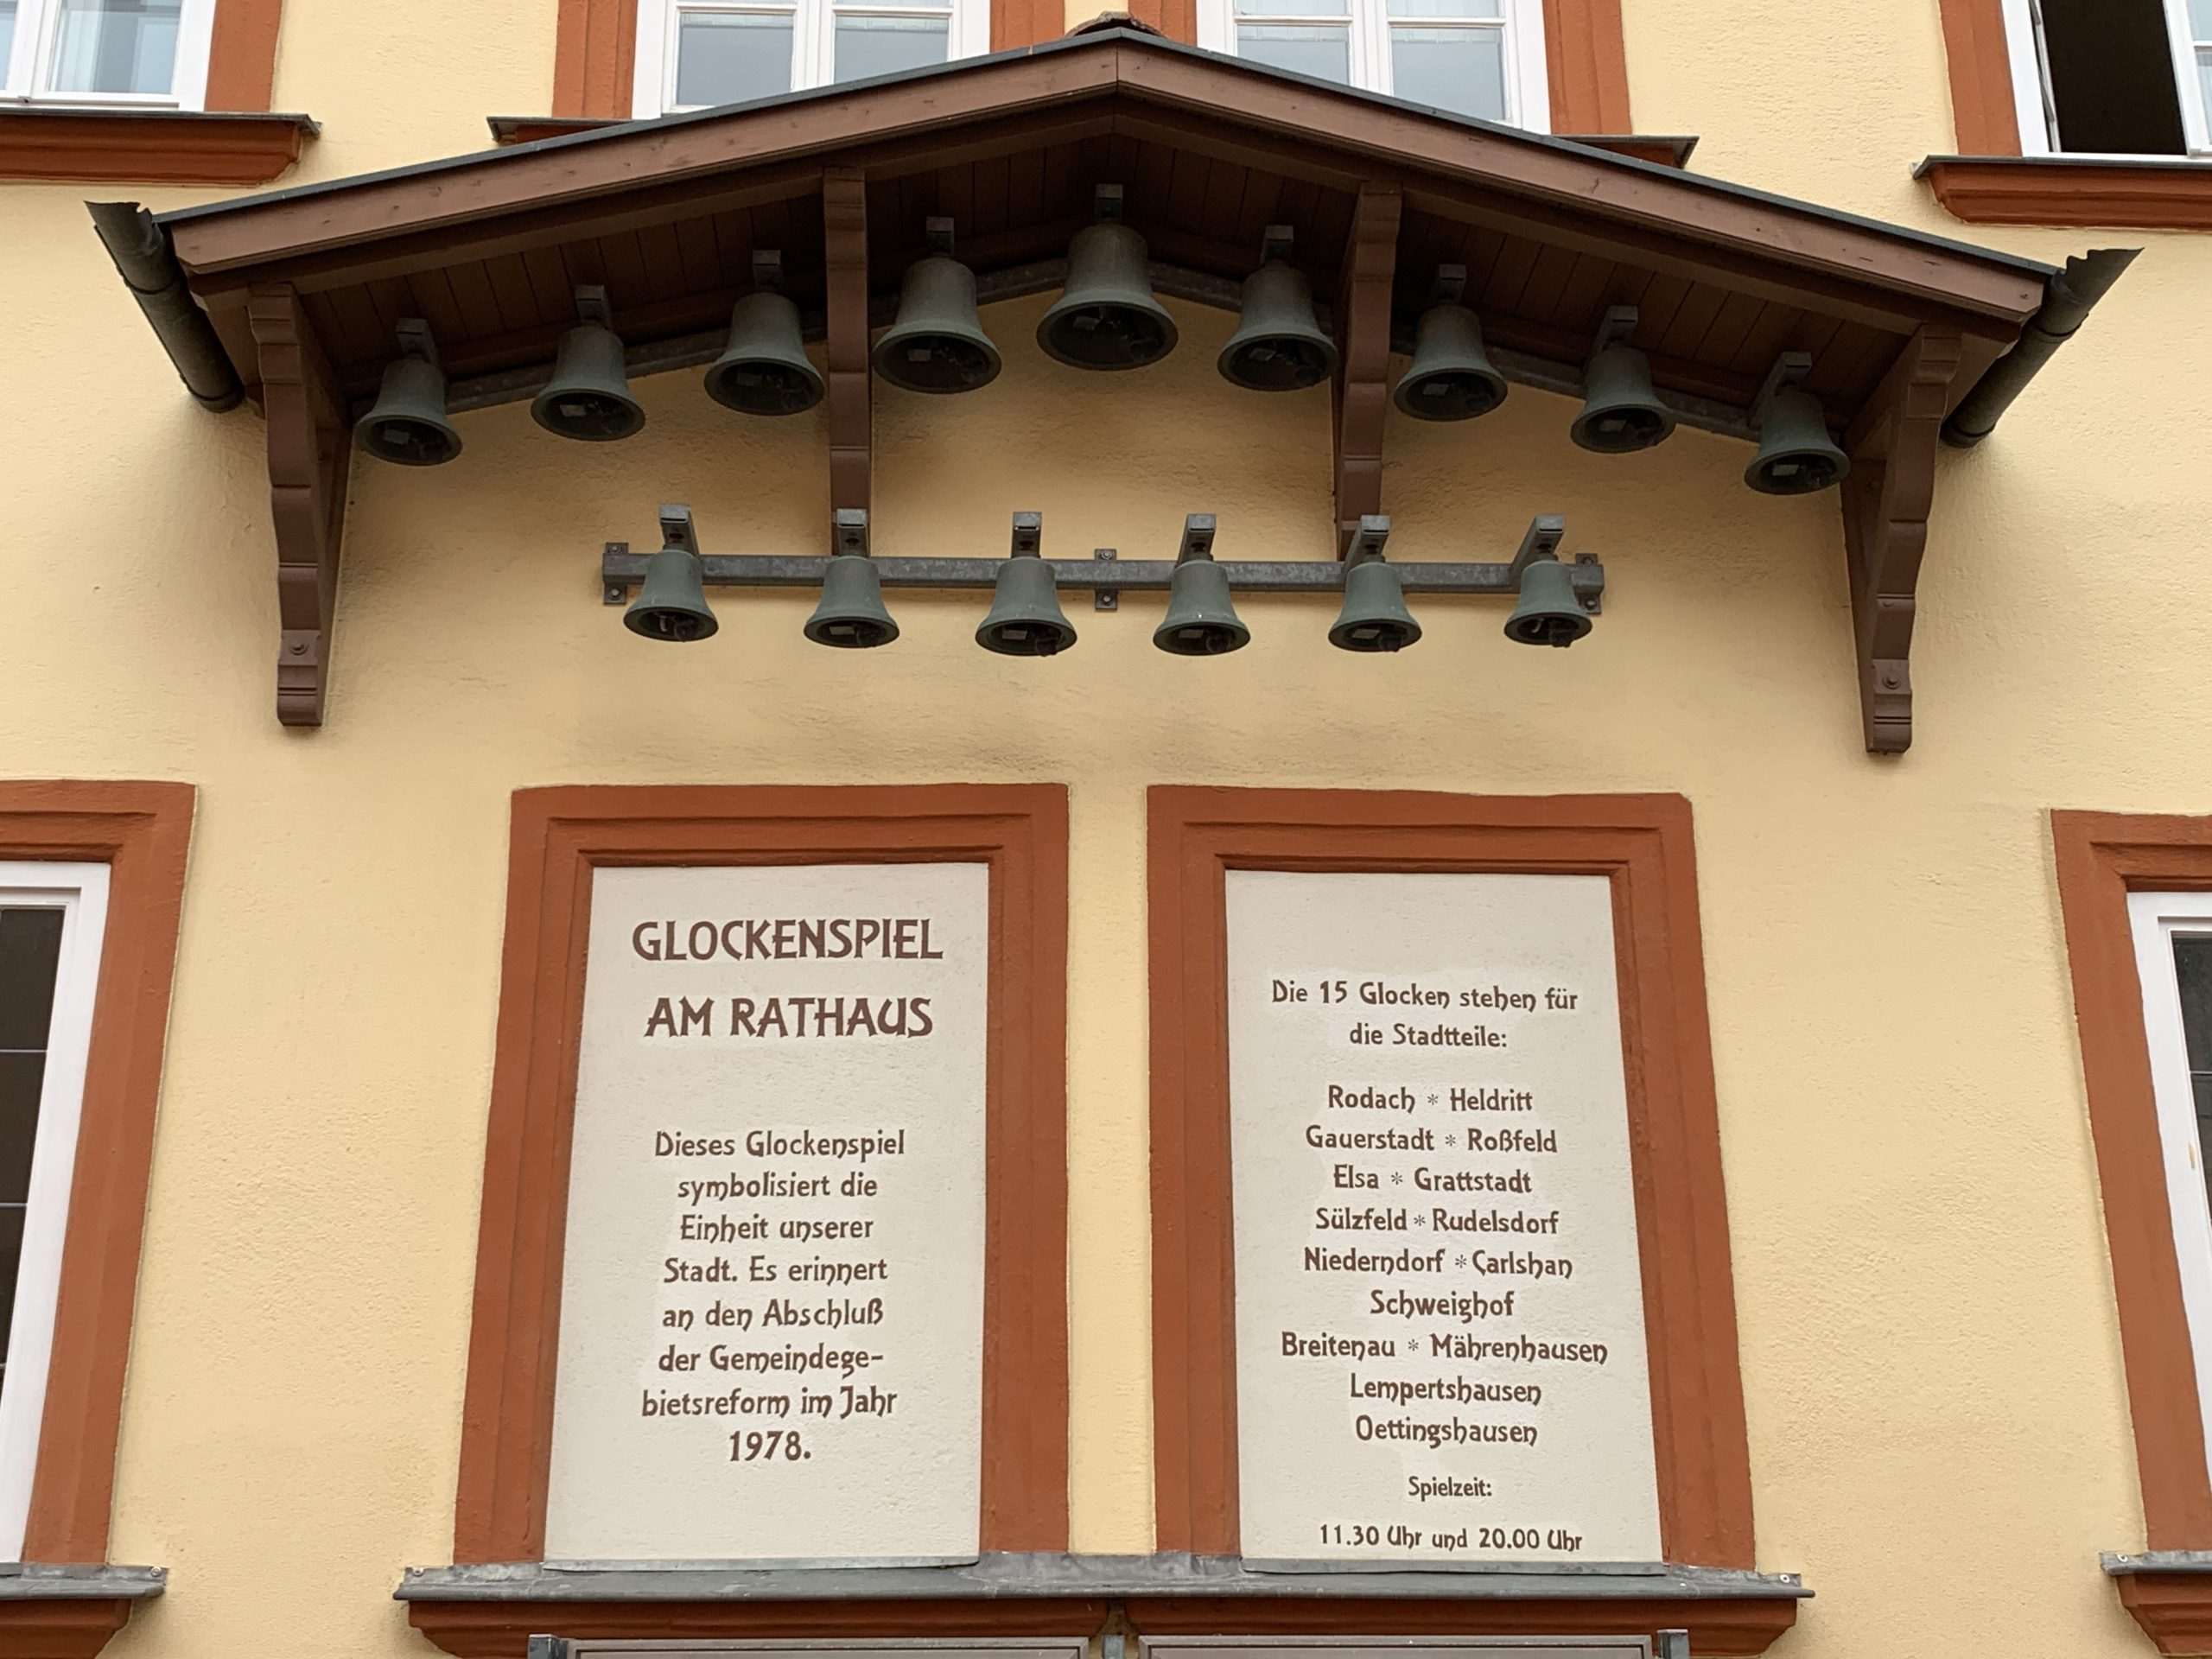 GLOCKENSPIEL
AM RATHAUS
Dieses Glockenspiel
symbolisiert die
Einheit unserer
Stadt. Es erinnert
an den Abschluß
der Gemeindege-
bietsreform im Jahr
1978.
Die 15 Glocken stehen für
die Stadtteile:
Rodach * Heldritt
Gauerstadt * Roßfeld
Elsa * Grattstadt
Sülzfeld * Rudelsdorf
Niederndorf * Carlshan
Schweighof
Breitenau * Mährenhausen
Lempertshausen
Oettingshausen
Spielzeit:
11.30 Uhr und 20.00 Uhr